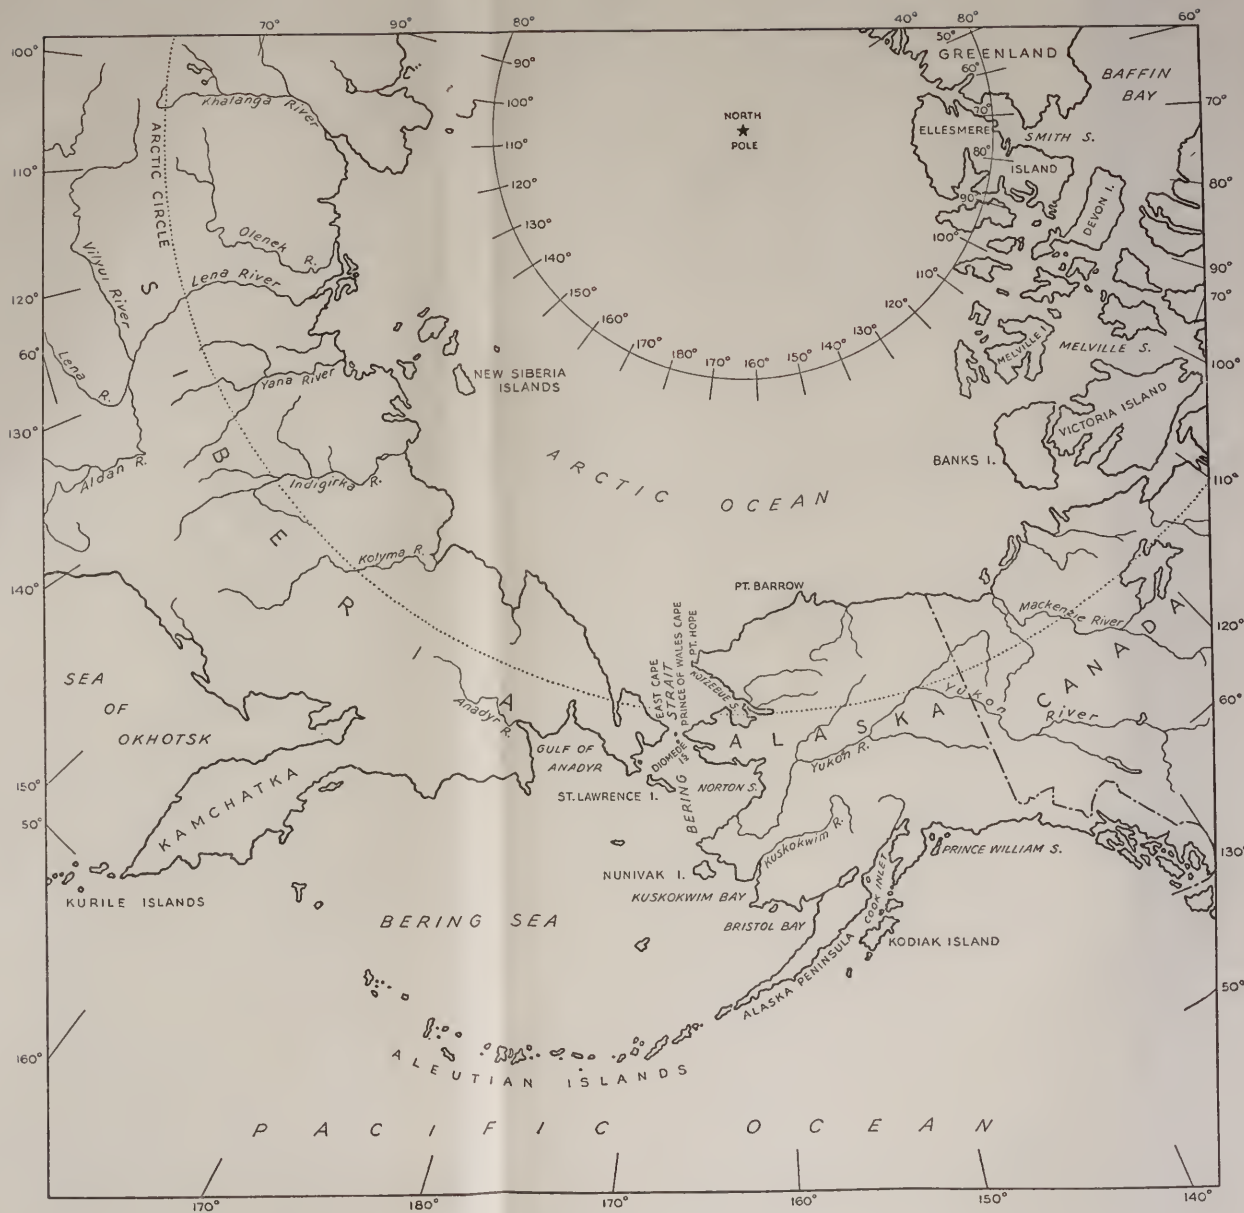 70°
90°
80°
40°
80°
60°
100°
50°
GREENLAND
60°
BAFFIN
BAY
90°
100°
110°
120°
130°
140°
150°
160°
170°
180°
170°
160°
150°
140°
130°
120°
110°
100°
90°
80°
70°
NORTH
POLE
ELLESMERE
ISLAND
SMITH S.
DEVON I.
70°
80°
90°
70°
100°
110°
120°
60°
130°
50°
110°
120°
60°
130°
140°
150°
50°
160°
Khatanga River
ARCTIC CIRCLE
Olenek R.
Vilyui River
Lena River
Lena R.
Yana River
Aldan R.
Indigirka R.
Kolyma R.
SIBERIA
NEW SIBERIA
ISLANDS
MELVILLE I.
MELVILLE S.
VICTORIA ISLAND
BANKS I.
ARCTIC OCEAN
PT. BARROW
Mackenzie River
CANADA
EAST CAPE
STRAIT
PRINCE OF WALES CAPE
PT. HOPE
KOTZEBUE S.
SEA
OF
OKHOTSK
Anadyr R.
GULF OF
ANADYR
DIOMEDE
IS
BERING
ALASKA
Yukon
River
Yukon R.
NORTON S.
ST. LAWRENCE I.
KAMCHATKA
Kuskokwim R.
COOK INLET
PRINCE WILLIAM S.
NUNIVAK I.
KUSKOKWIM BAY
KURILE ISLANDS
BERING SEA
BRISTOL BAY
KODIAK ISLAND
ALASKA PENINSULA
ALEUTIAN ISLANDS
PACIFIC OCEAN
170°
180°
170°
160°
150°
140°